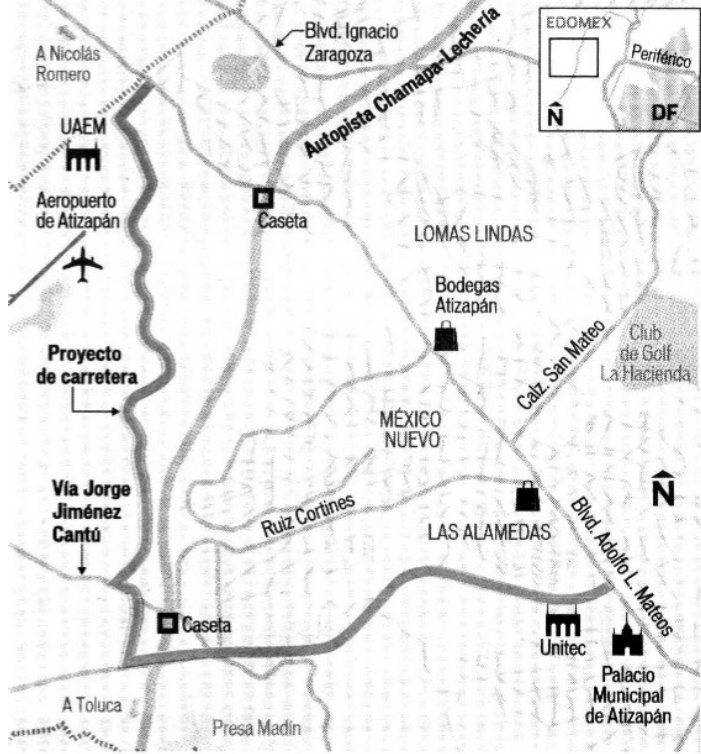 A Nicolás
Romero
Blvd. Ignacio
Zaragoza
EDOMEX
Periférico
N
DF
Autopista Chamapa-Lechería
UAEM
Aeropuerto
de Atizapán
Caseta
LOMAS LINDAS
Bodegas
Atizapán
Calz. San Mateo
Club
de Golf
La Hacienda
Proyecto
de carretera
MÉXICO
NUEVO
Vía Jorge
Jiménez
Cantú
Ruiz Cortines
LAS ALAMEDAS
N
Blvd. Adolfo L. Mateos
Caseta
Unitec
Palacio
Municipal
de Atizapán
A Toluca
Presa Madín